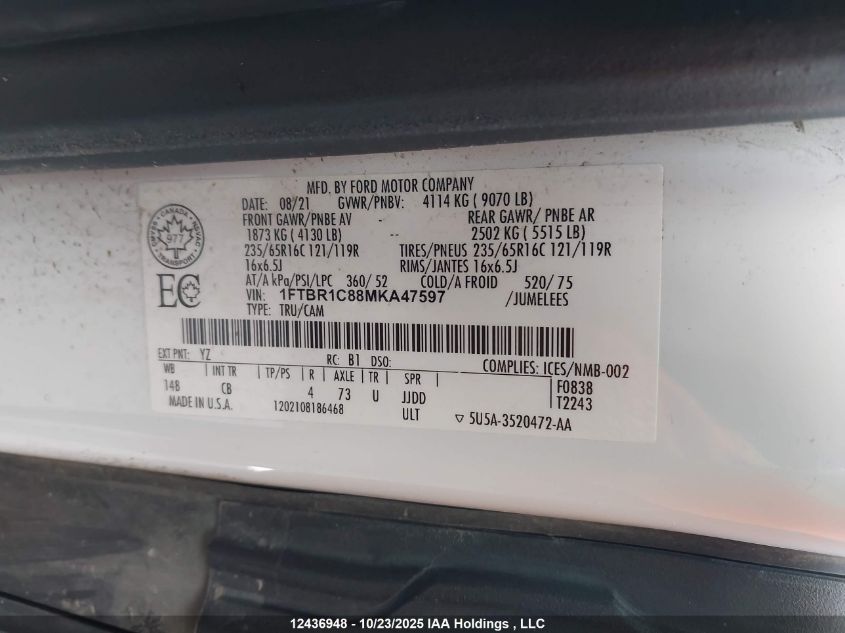 MFD. BY FORD MOTOR COMPANY
DATE: 08/21 GVWR/PNBV: 4114 KG ( 9070 LB)
FRONT GAWR/PNBE AV - REAR GAWR/ PNBE AR
1873 KG ( 4130 LB) -- 2502 KG ( 5515 LB)
235/65R16C 121/119R TIRES/PNEUS 235/65R16C 121/119R
16x6.5J RIMS/JANTES 16x6.5J
AT/A kPa/PSI/LPC 360/ 52 COLD/A FROID 520/ 75
VIN: 1FTBR1C88MKA47597 /JUMELEES
TYPE: TRU/CAM
CANADA
977
TRANSPORT
EC
EXT PNT: YZ RC: B1 DSO: COMPLIES: ICES/NMB-002
WB INT TR TP/PS R AXLE TR SPR F0838
14B CB 4 73 U JJDD T2243
MADE IN U.S.A. 1202108186468 ULT ▽ 5U5A-3520472-AA
12436948 - 10/23/2025 IAA Holdings , LLC